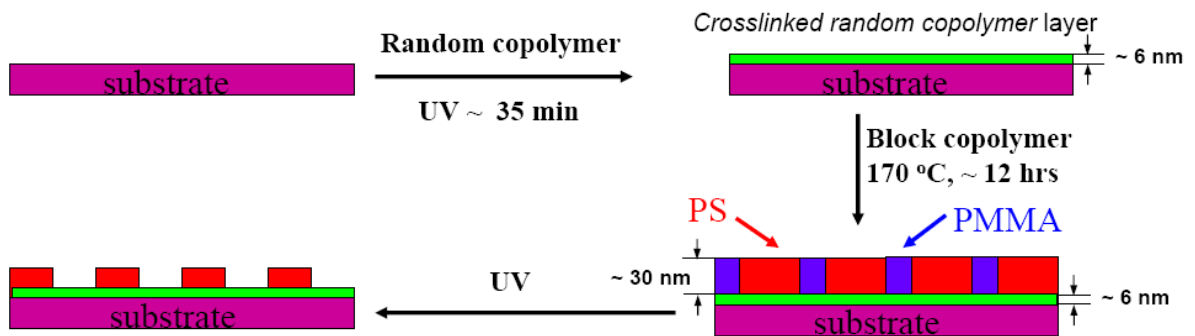 Crosslinked random copolymer layer
Random copolymer
~ 6 nm
substrate
substrate
UV ~ 35 min
Block copolymer
170 °C, ~ 12 hrs
PS
PMMA
~ 30 nm
UV
~ 6 nm
substrate
substrate